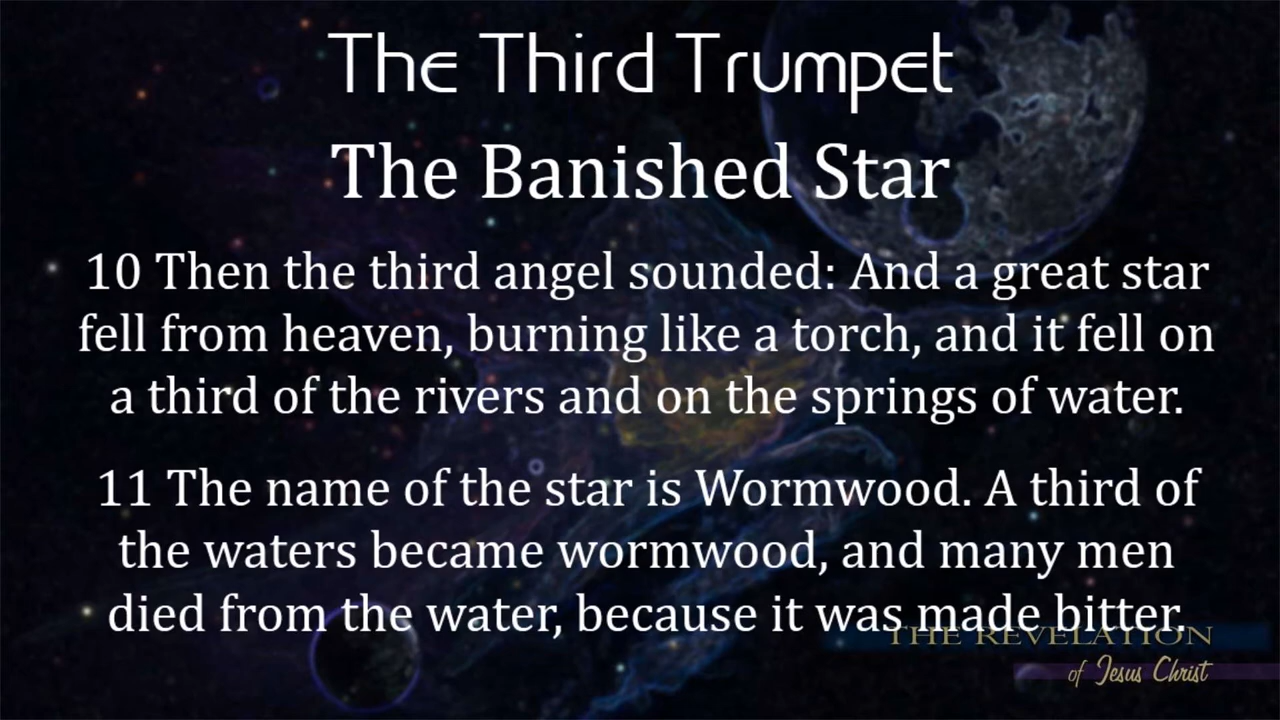 The Third Trumpet
The Banished Star
10 Then the third angel sounded: And a great star
fell from heaven, burning like a torch, and it fell on
a third of the rivers and on the springs of water.
11 The name of the star is Wormwood. A third of
the waters became wormwood, and many men
died from the water, because it was made bitter.
THE REVELATION
of Jesus Christ